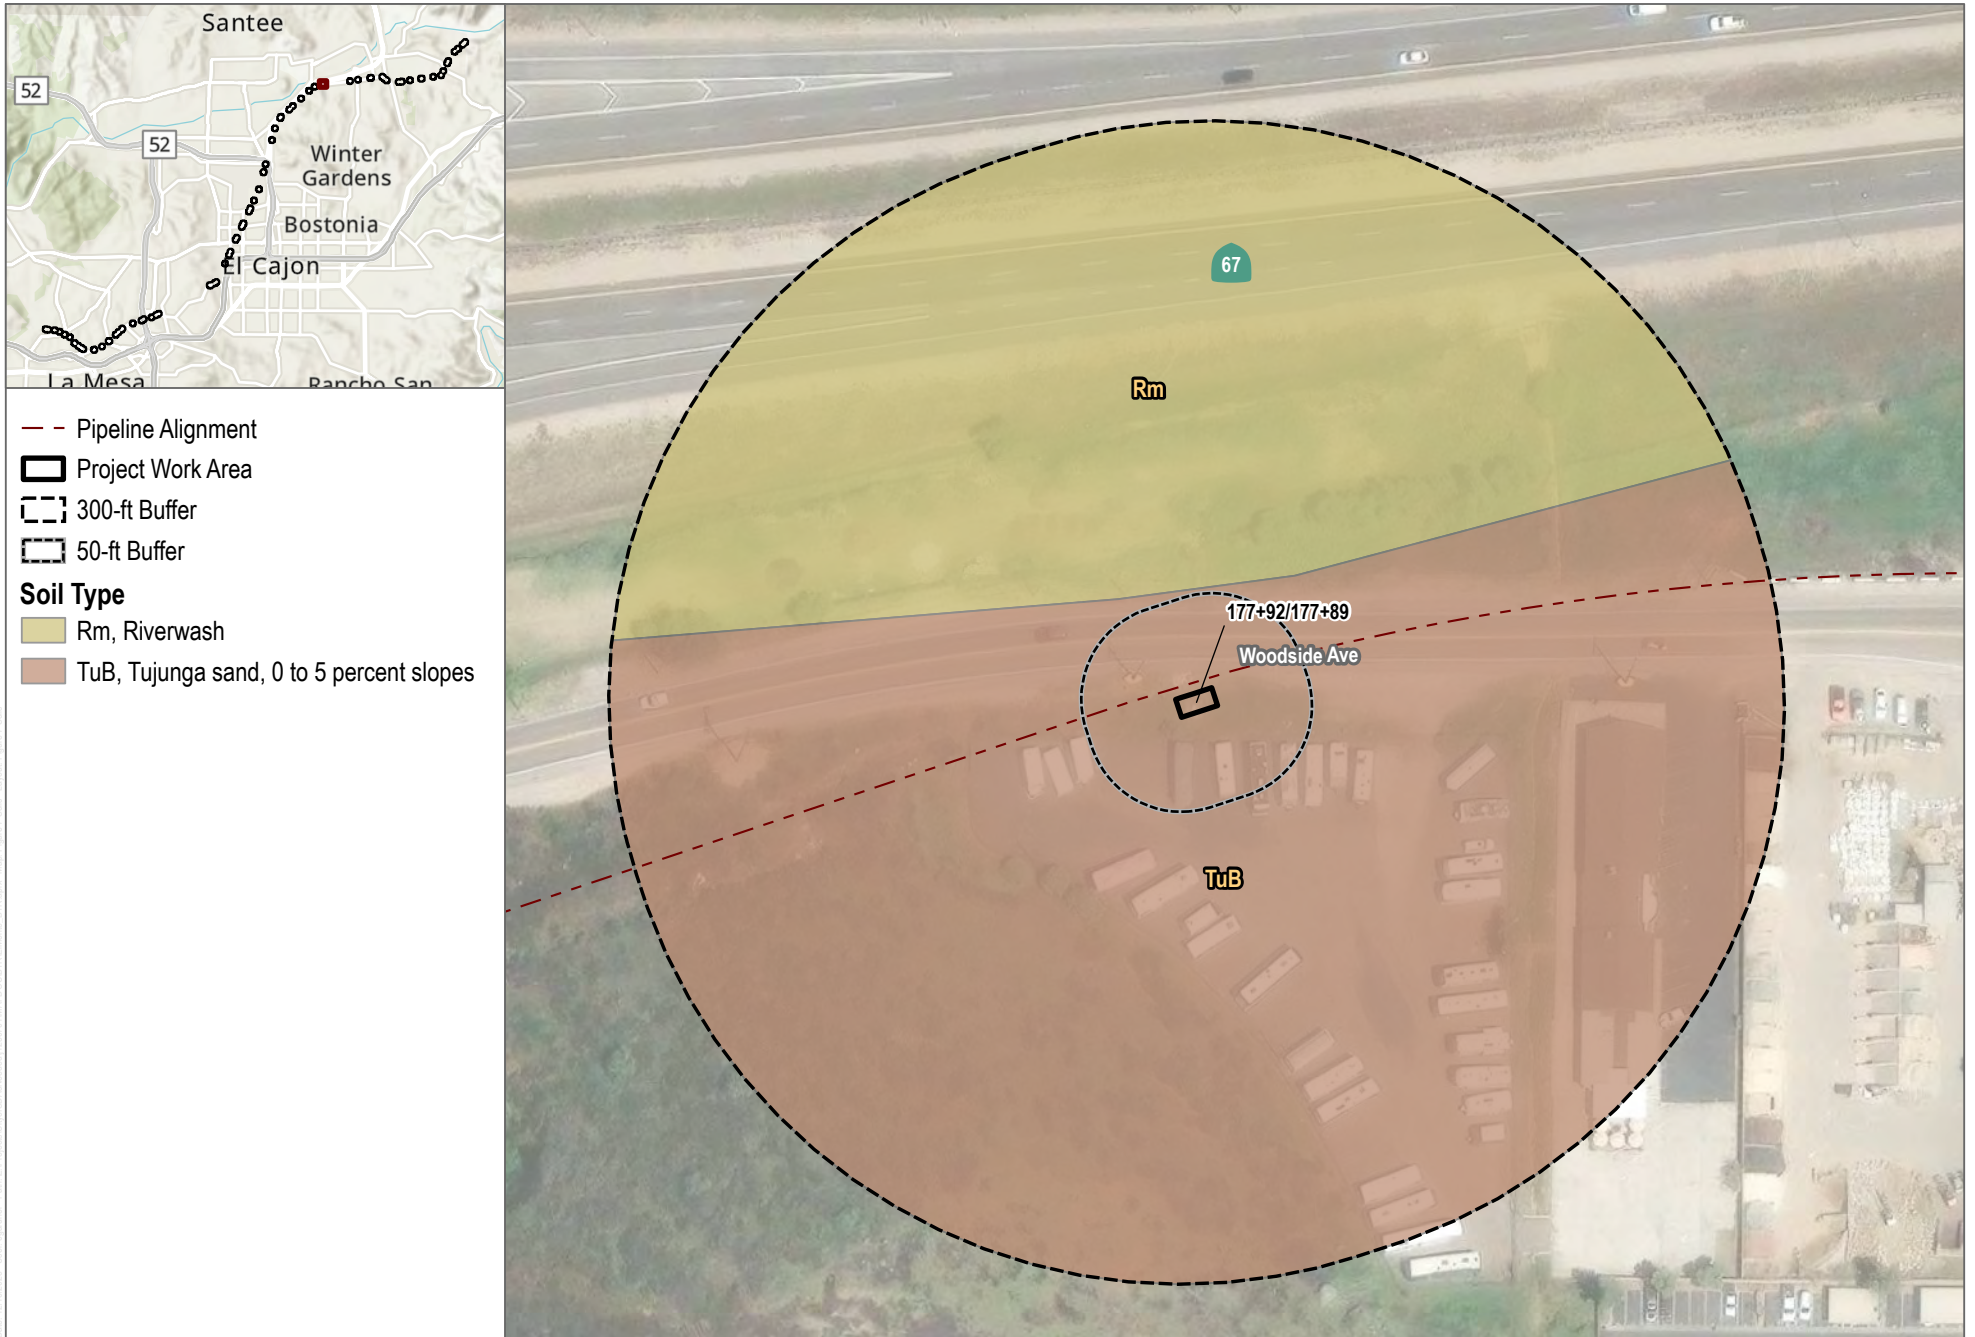 Santee
52
52
Winter
Gardens
Bostonia
El Cajon
La Mesa
Rancho San
Pipeline Alignment
Project Work Area
300-ft Buffer
50-ft Buffer
Soil Type
Rm, Riverwash
TuB, Tujunga sand, 0 to 5 percent slopes
67
Rm
177+92/177+89
Woodside Ave
TuB